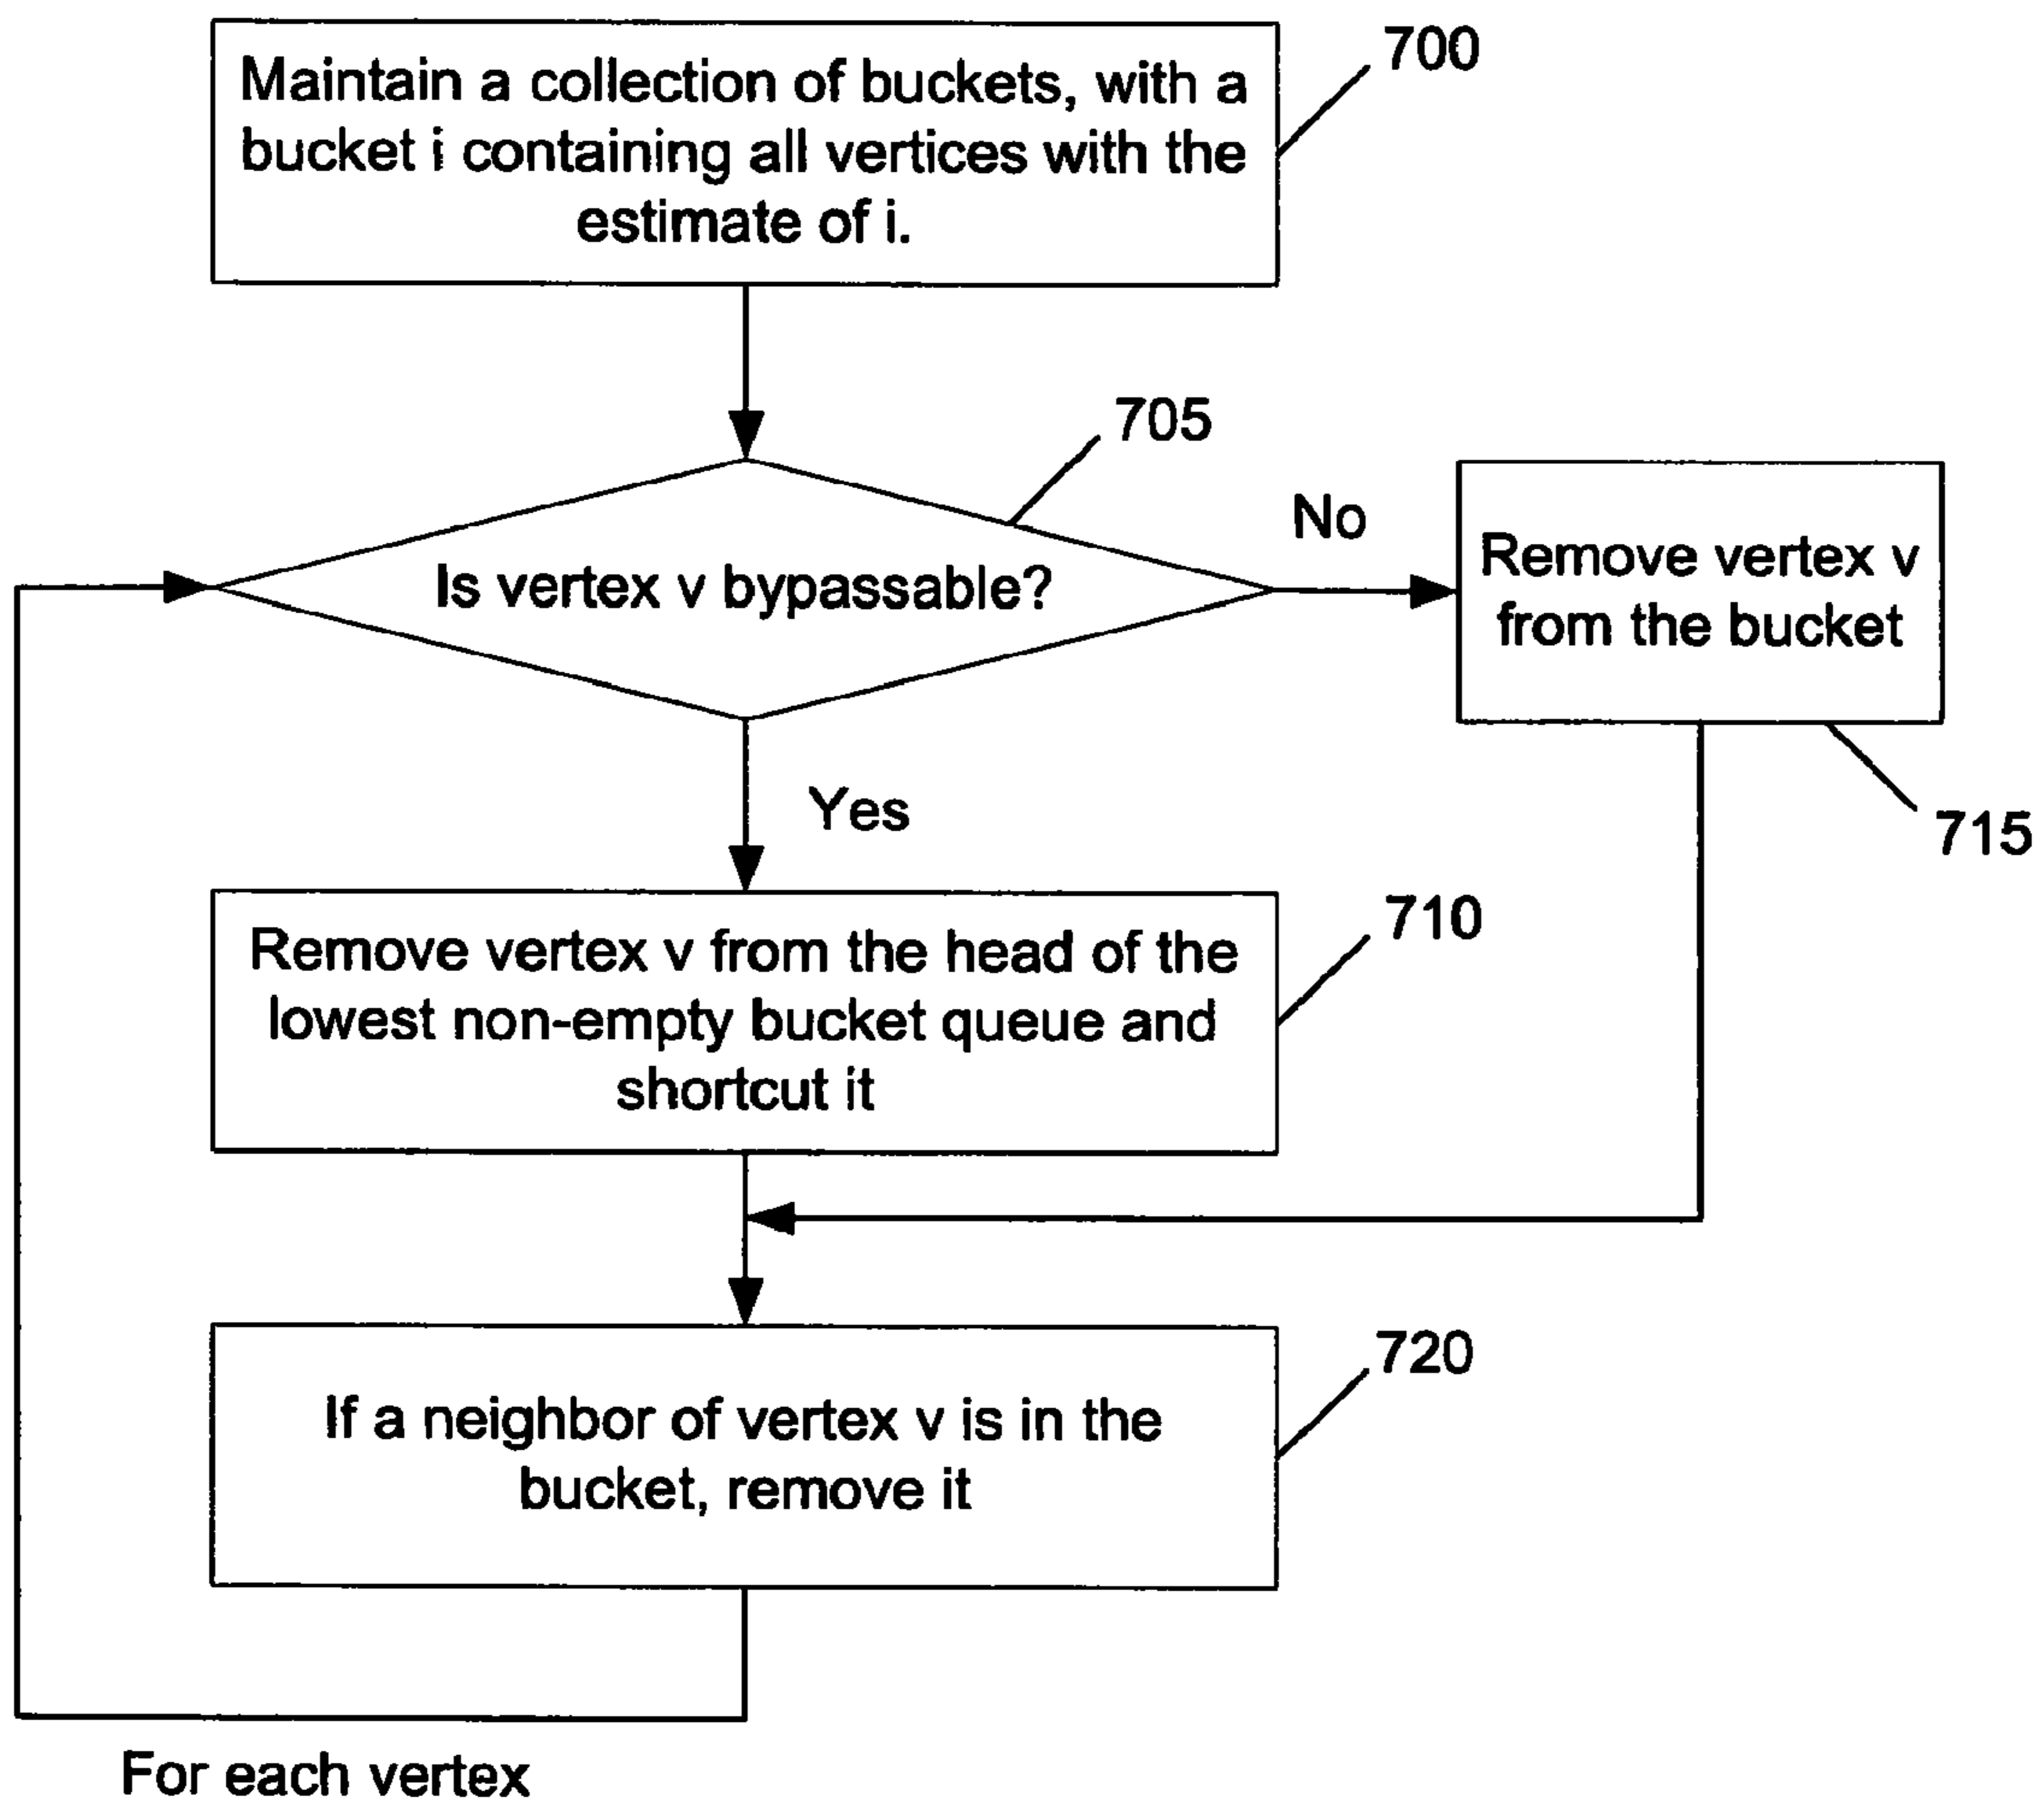 700
Maintain a collection of buckets, with a
bucket i containing all vertices with the
estimate of i.
705
Is vertex v bypassable?
No
Remove vertex v
from the bucket
715
Yes
710
Remove vertex v from the head of the
lowest non-empty bucket queue and
shortcut it
720
If a neighbor of vertex v is in the
bucket, remove it
For each vertex